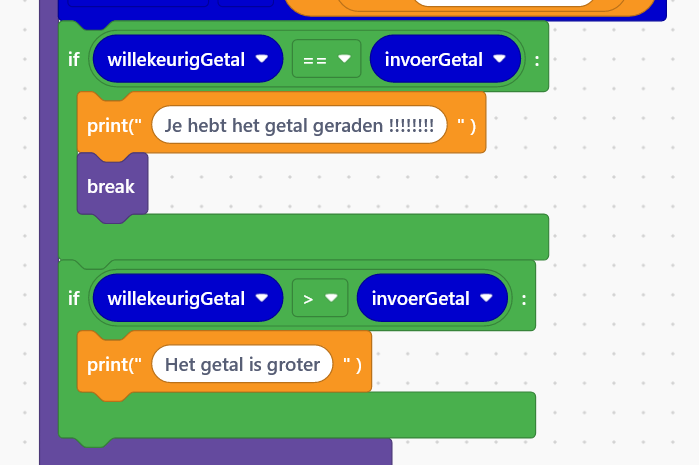 if willekeurigGetal == invoerGetal :
print(" Je hebt het getal geraden !!!!!!!! " )
break
if willekeurigGetal > invoerGetal :
print(" Het getal is groter " )